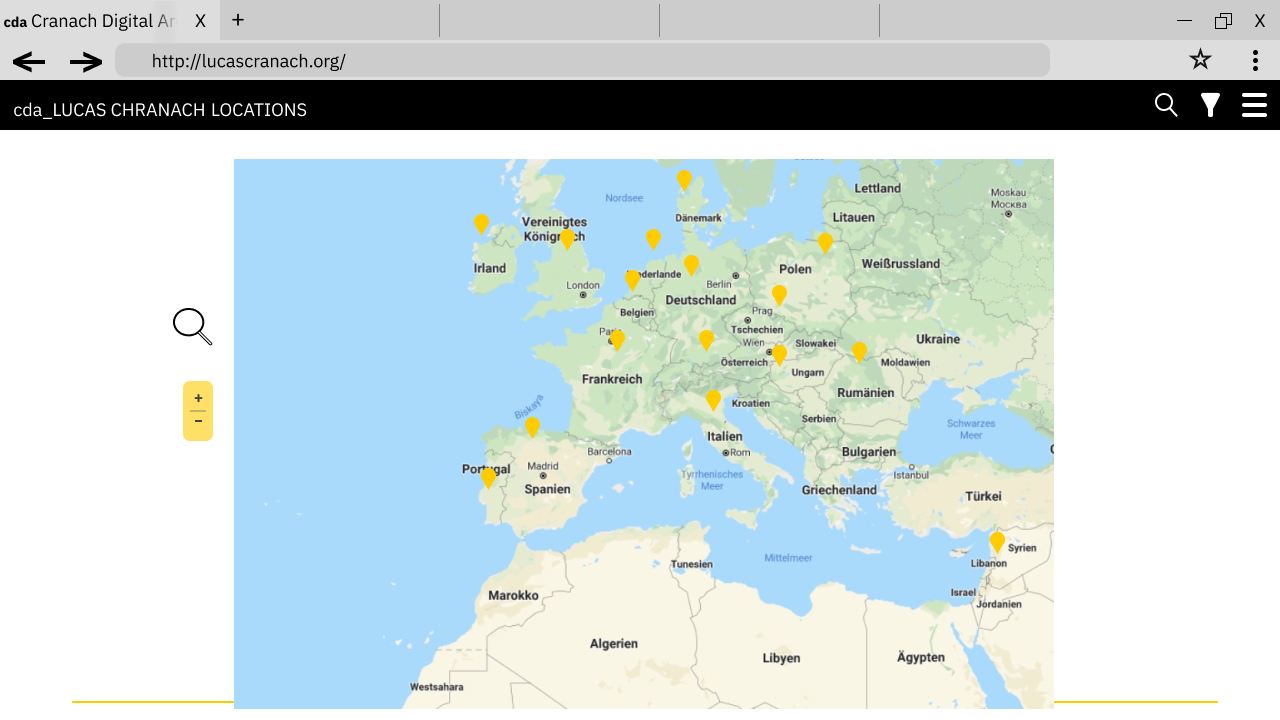 cda Cranach Digital Ar X +
X
http://lucascranach.org/
cda_LUCAS CHRANACH LOCATIONS
Lettland
Moskau
Москва
Nordsee
Dänemark
Litauen
Vereinigtes
Königreich
Irland
Niederlande
Polen
Weißrussland
London
Berlin
Deutschland
Belgien
Prag
Paris
Tschechien
Ukraine
Wien
Slowakei
Österreich
Moldawien
Ungarn
Frankreich
Rumänien
+
Biskaya
Kroatien
-
Serbien
Schwarzes
Meer
Italien
Barcelona
Rom
Bulgarien
Portugal
Madrid
Tyrrhenisches
Meer
Istanbul
Spanien
Griechenland
Türkei
Mittelmeer
Syrien
Tunesien
Libanon
Marokko
Israel
Jordanien
Algerien
Libyen
Ägypten
Westsahara